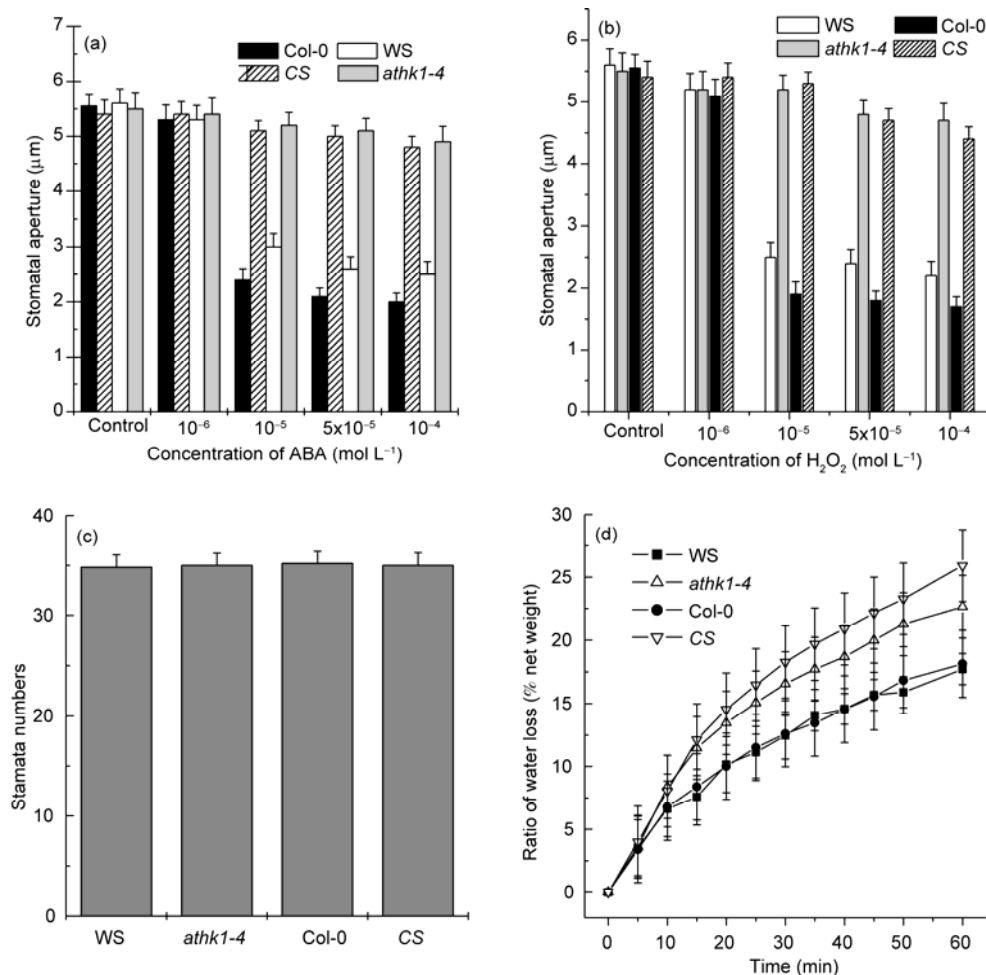 (a)
Col-0
WS
CS
athk1-4
7
6
5
4
3
2
1
0
Stomatal aperture (μm)
Control
10⁻⁶
10⁻⁵
5x10⁻⁵
10⁻⁴
Concentration of ABA (mol L⁻¹)
(b)
WS
Col-0
athk1-4
CS
6
5
4
3
2
1
0
Stomatal aperture (μm)
Control
10⁻⁶
10⁻⁵
5x10⁻⁵
10⁻⁴
Concentration of H₂O₂ (mol L⁻¹)
(c)
40
30
20
10
0
Stamata numbers
WS
athk1-4
Col-0
CS
(d)
WS
athk1-4
Col-0
CS
30
25
20
15
10
5
0
Ratio of water loss (% net weight)
0 10 20 30 40 50 60
Time (min)